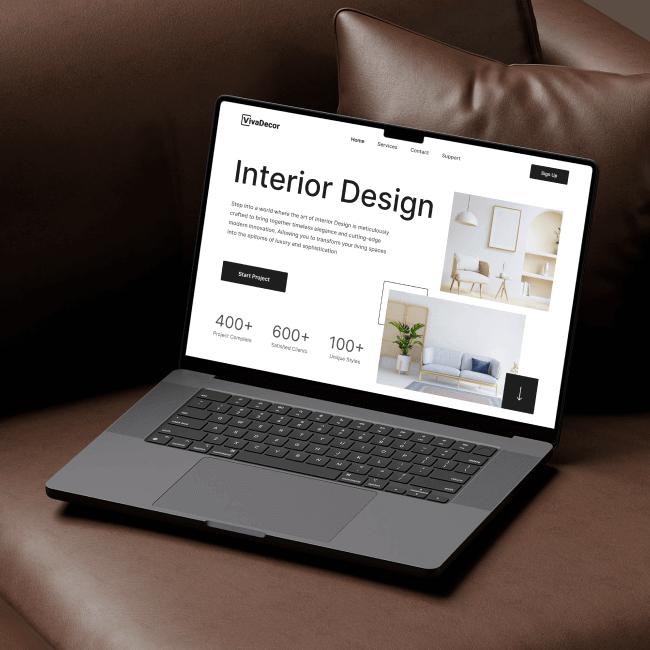 VivaDecor
Home
Services
Contact
Support
Sign Up
Interior Design
Step into a world where the art of Interior Design is meticulously
crafted to bring together timeless elegance and cutting-edge
modern innovation, Allowing you to transform your living spaces
into the epitome of luxury and sophistication
Start Project
400+
Project Complete
600+
Satisfied Clients
100+
Unique Styles